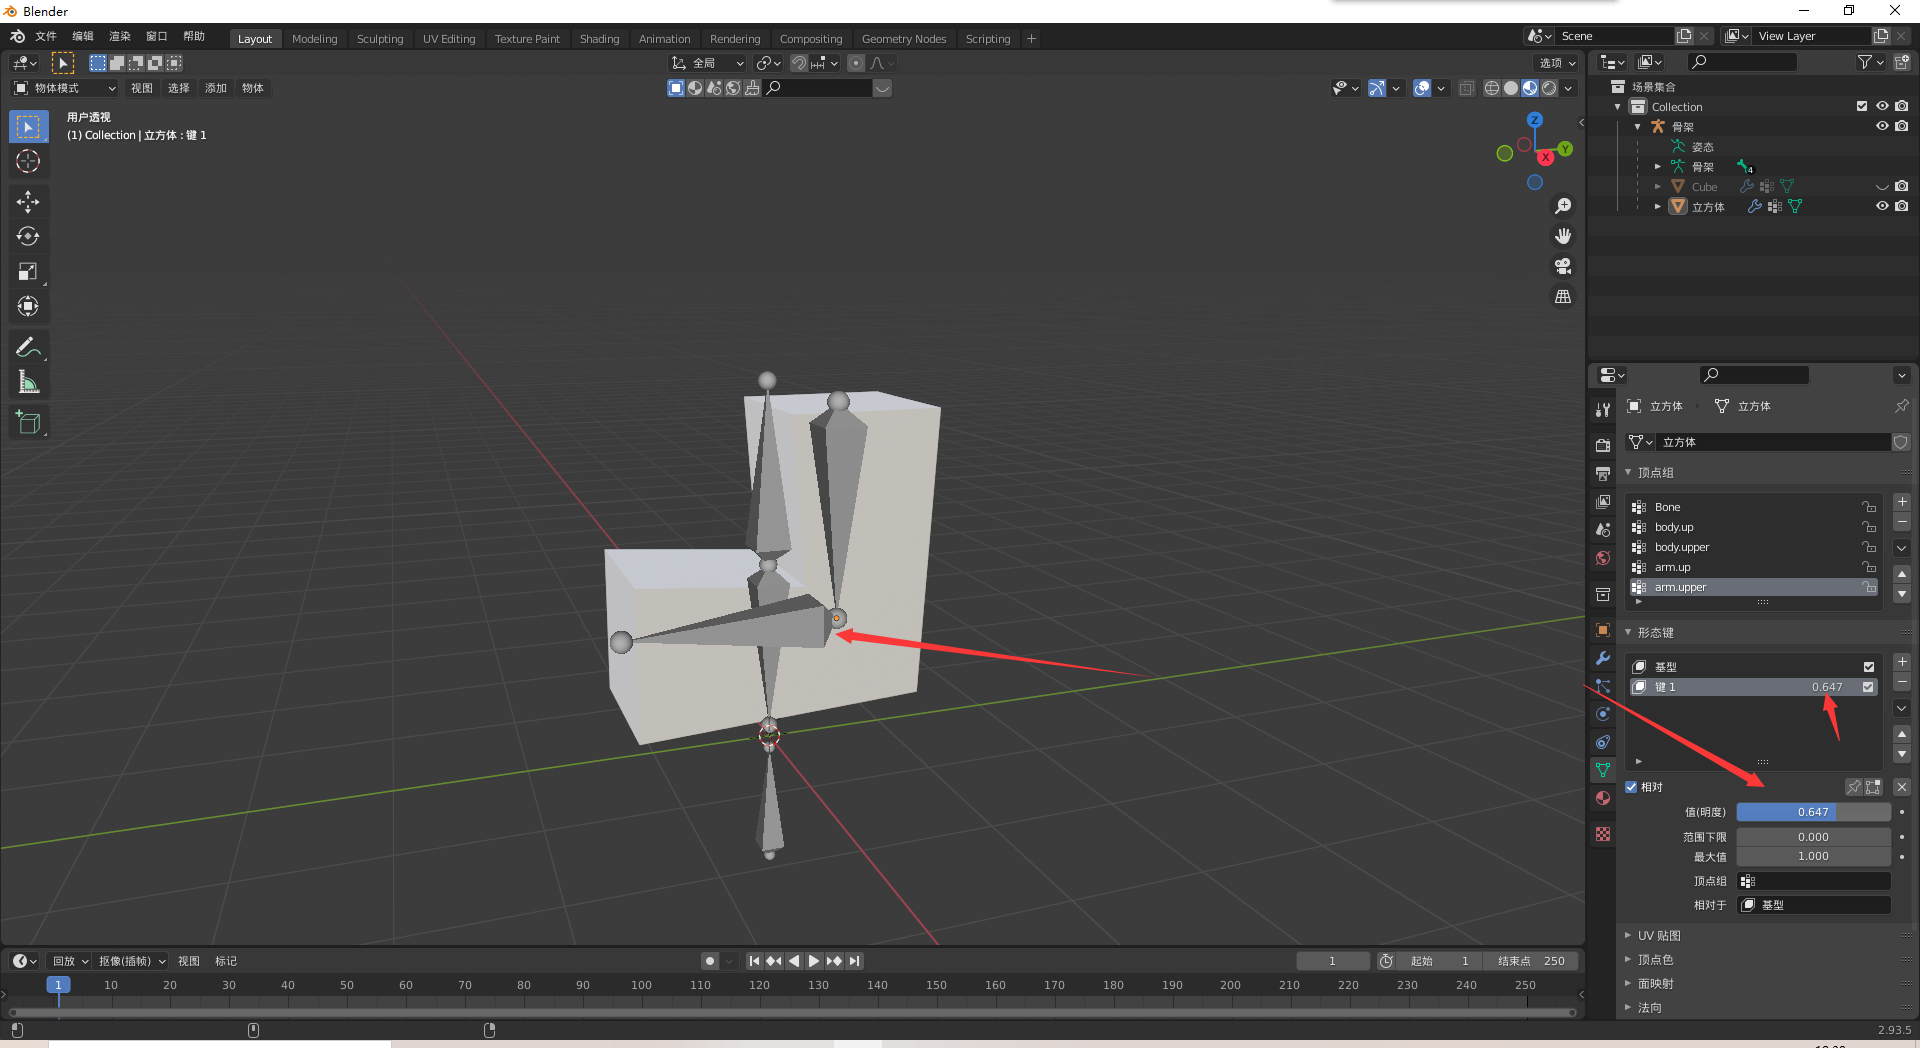 Blender
文件 编辑 渲染 窗口 帮助 Layout Modeling Sculpting UV Editing Texture Paint Shading Animation Rendering Compositing Geometry Nodes Scripting + Scene View Layer
全局 选项
物体模式 视图 选择 添加 物体
用户透视
(1) Collection | 立方体 : 键 1
Z
Y
X
场景集合
Collection
骨架
姿态
骨架 4
Cube
立方体
立方体 立方体
立方体
顶点组
Bone
body.up
body.upper
arm.up
arm.upper
形态键
基型
键 1 0.647
相对
值(明度) 0.647
范围下限 0.000
最大值 1.000
顶点组
相对于 基型
UV 贴图
顶点色
面映射
法向
回放 抠像(插帧) 视图 标记 1 起始 1 结束点 250
1 10 20 30 40 50 60 70 80 90 100 110 120 130 140 150 160 170 180 190 200 210 220 230 240 250
2.93.5